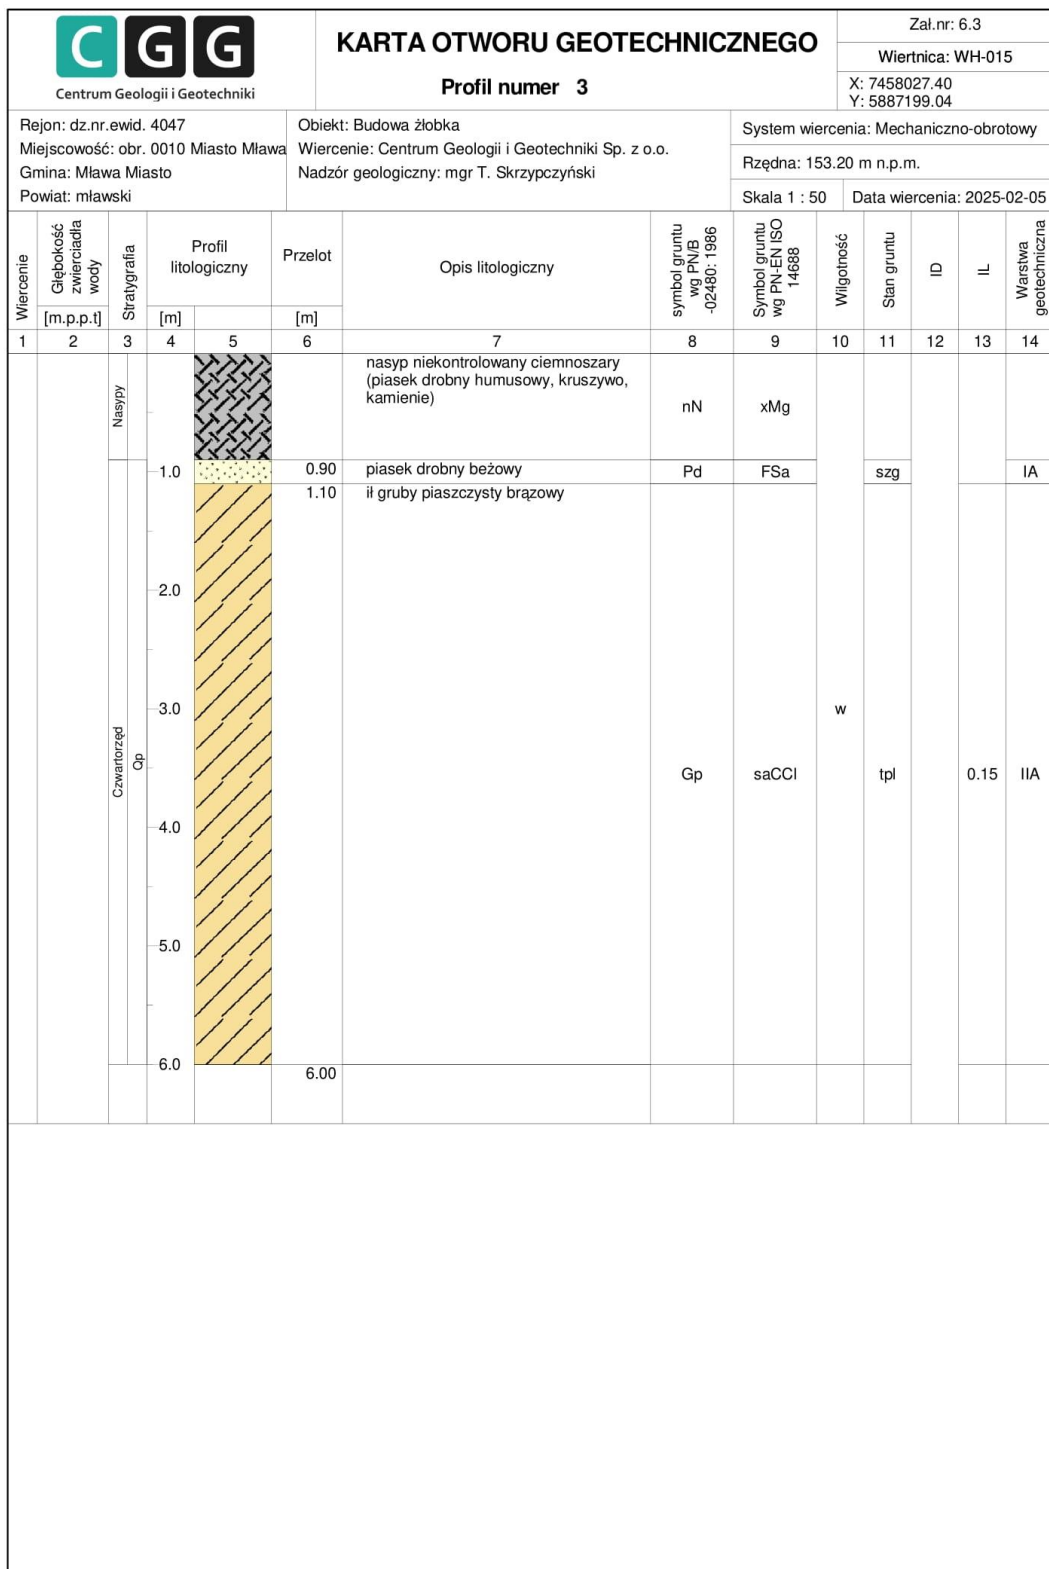 CGG
Centrum Geologii i Geotechniki
KARTA OTWORU GEOTECHNICZNEGO
Profil numer 3
Zał.nr: 6.3
Wiertnica: WH-015
X: 7458027.40
Y: 5887199.04
Rejon: dz.nr.ewid. 4047
Miejscowość: obr. 0010 Miasto Mława
Gmina: Mława Miasto
Powiat: mławski
Obiekt: Budowa żłobka
Wiercenie: Centrum Geologii i Geotechniki Sp. z o.o.
Nadzór geologiczny: mgr T. Skrzypczyński
System wiercenia: Mechaniczno-obrotowy
Rzędna: 153.20 m n.p.m.
Skala 1 : 50
Data wiercenia: 2025-02-05
Wiercenie
Głębokość
zwierciadła
wody
[m.p.p.t]
Stratygrafia
Profil
litologiczny
[m]
Przelot
[m]
Opis litologiczny
symbol gruntu
wg PN/B
-02480: 1986
Symbol gruntu
wg PN-EN ISO
14688
Wilgotność
Stan gruntu
ID
IL
Warstwa
geotechniczna
1 2 3 4 5 6 7 8 9 10 11 12 13 14
Nasypy
nasyp niekontrolowany ciemnoszary
(piasek drobny humusowy, kruszywo,
kamienie)
nN xMg
1.0
0.90 piasek drobny beżowy Pd FSa szg IA
1.10 ił gruby piaszczysty brązowy
2.0
3.0
w
Czwartorzęd
Qp
Gp saCCl tpl 0.15 IIA
4.0
5.0
6.0
6.00